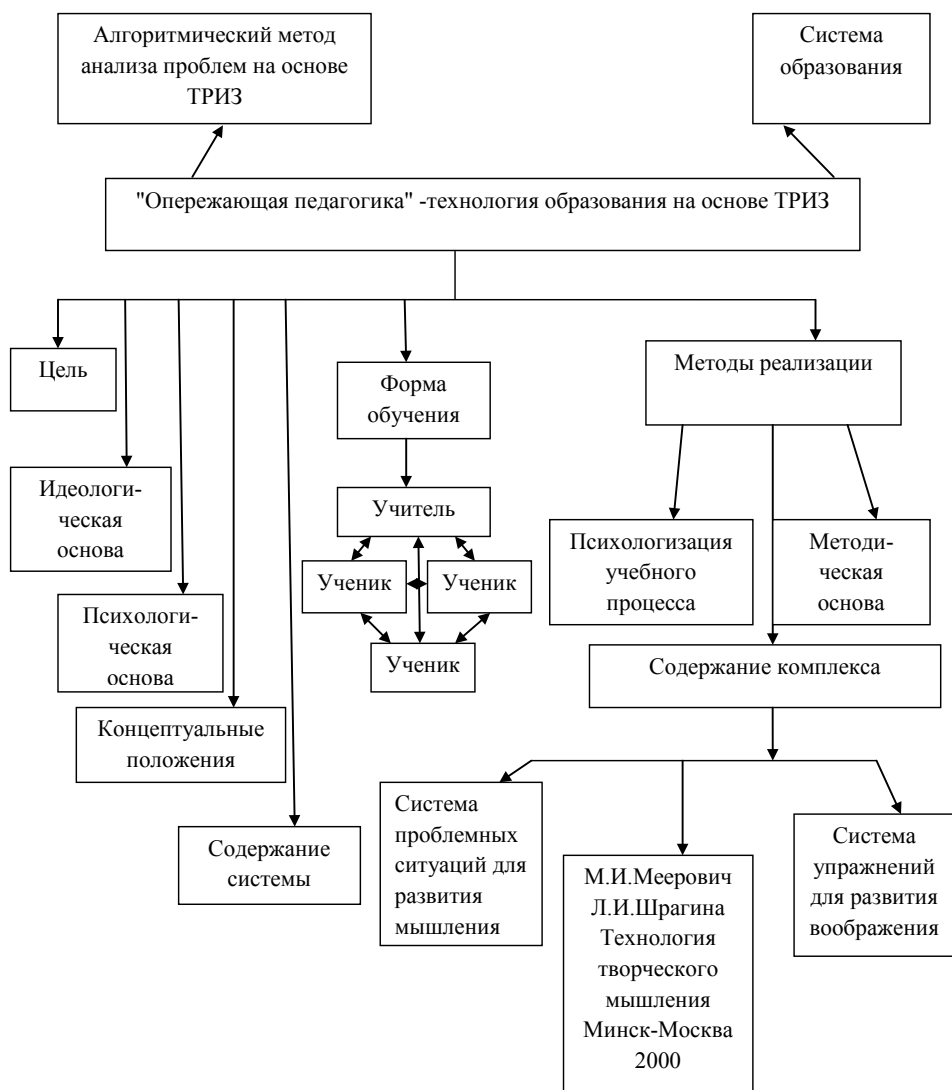 Алгоритмический метод
анализа проблем на основе
ТРИЗ
Система
образования
"Опережающая педагогика" -технология образования на основе ТРИЗ
Цель
Форма
обучения
Методы реализации
Идеологи-
ческая
основа
Учитель
Ученик
Ученик
Ученик
Психологизация
учебного
процесса
Методи-
ческая
основа
Психологи-
ческая
основа
Содержание комплекса
Концептуальные
положения
Содержание
системы
Система
проблемных
ситуаций для
развития
мышления
М.И.Меерович
Л.И.Шрагина
Технология
творческого
мышления
Минск-Москва
2000
Система
упражнений
для развития
воображения